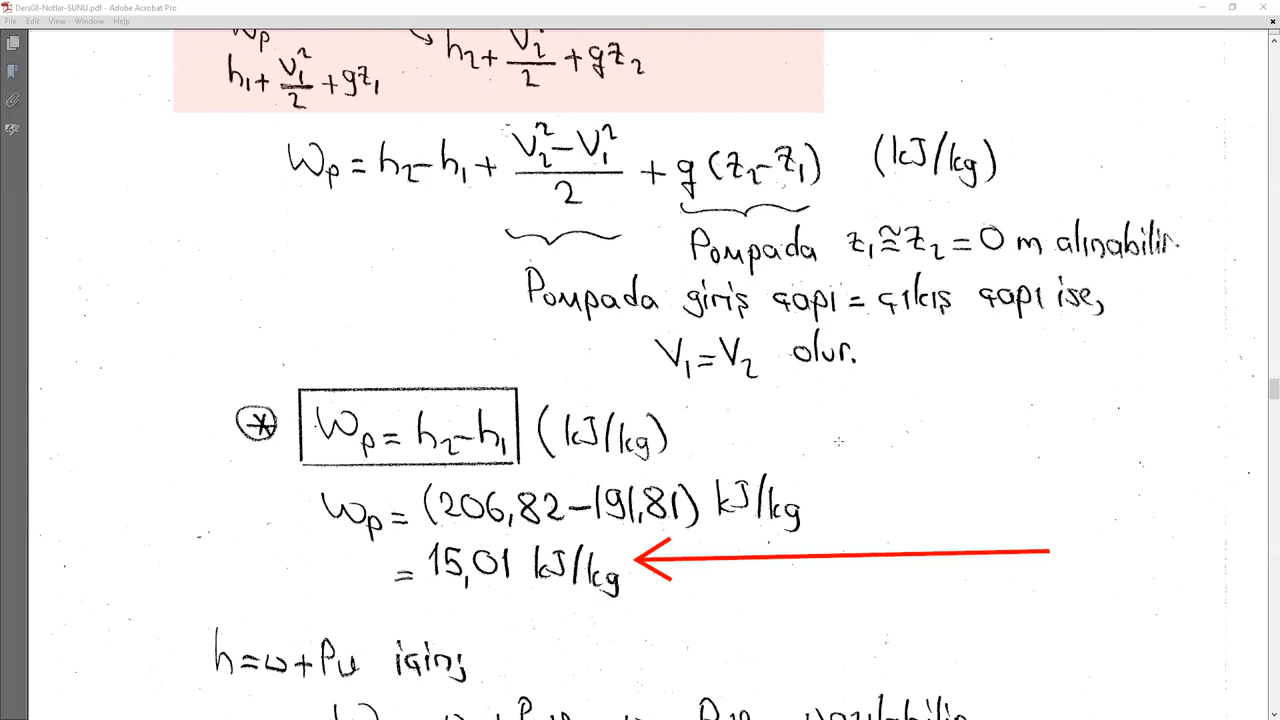 Ders08-Notlar-SUNU.pdf - Adobe Acrobat Pro
File Edit View Window Help
wp
h2+ V2²/2 +gz2
h1+ V1²/2 +gz1
wp = h2-h1 + (V2²-V1²)/2 + g(z2-z1) (kJ/kg)
Pompada z1≅z2=0 m alınabilir.
Pompada giriş çapı = çıkış çapı ise,
V1=V2 olur.
* wp = h2-h1 (kJ/kg)
wp = (206,82-191,81) kJ/kg
= 15,01 kJ/kg
h=u+Pv için;